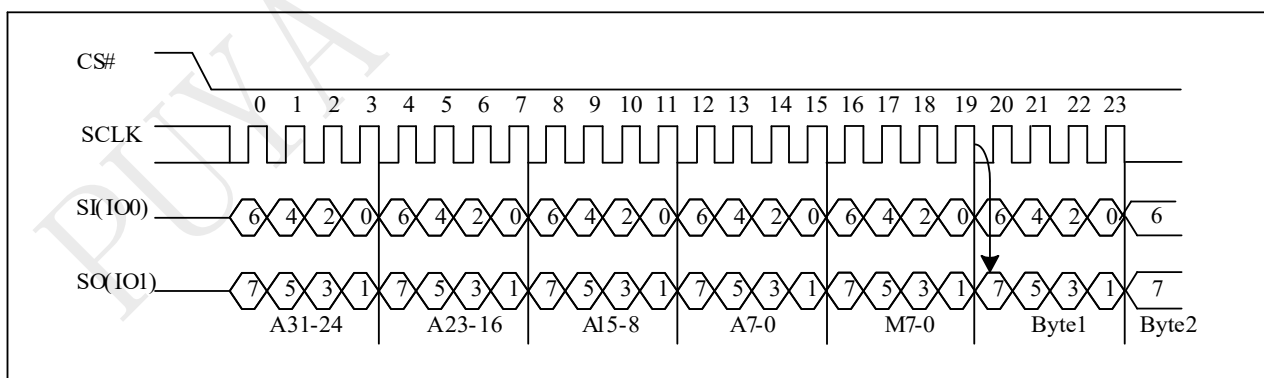 PUYA
CS#
0 1 2 3 4 5 6 7 8 9 10 11 12 13 14 15 16 17 18 19 20 21 22 23
SCLK
SI(IO0) 6 4 2 0 6 4 2 0 6 4 2 0 6 4 2 0 6 4 2 0 6 4 2 0 6
SO(IO1) 7 5 3 1 7 5 3 1 7 5 3 1 7 5 3 1 7 5 3 1 7 5 3 1 7
A31-24 A23-16 A15-8 A7-0 M7-0 Byte1 Byte2